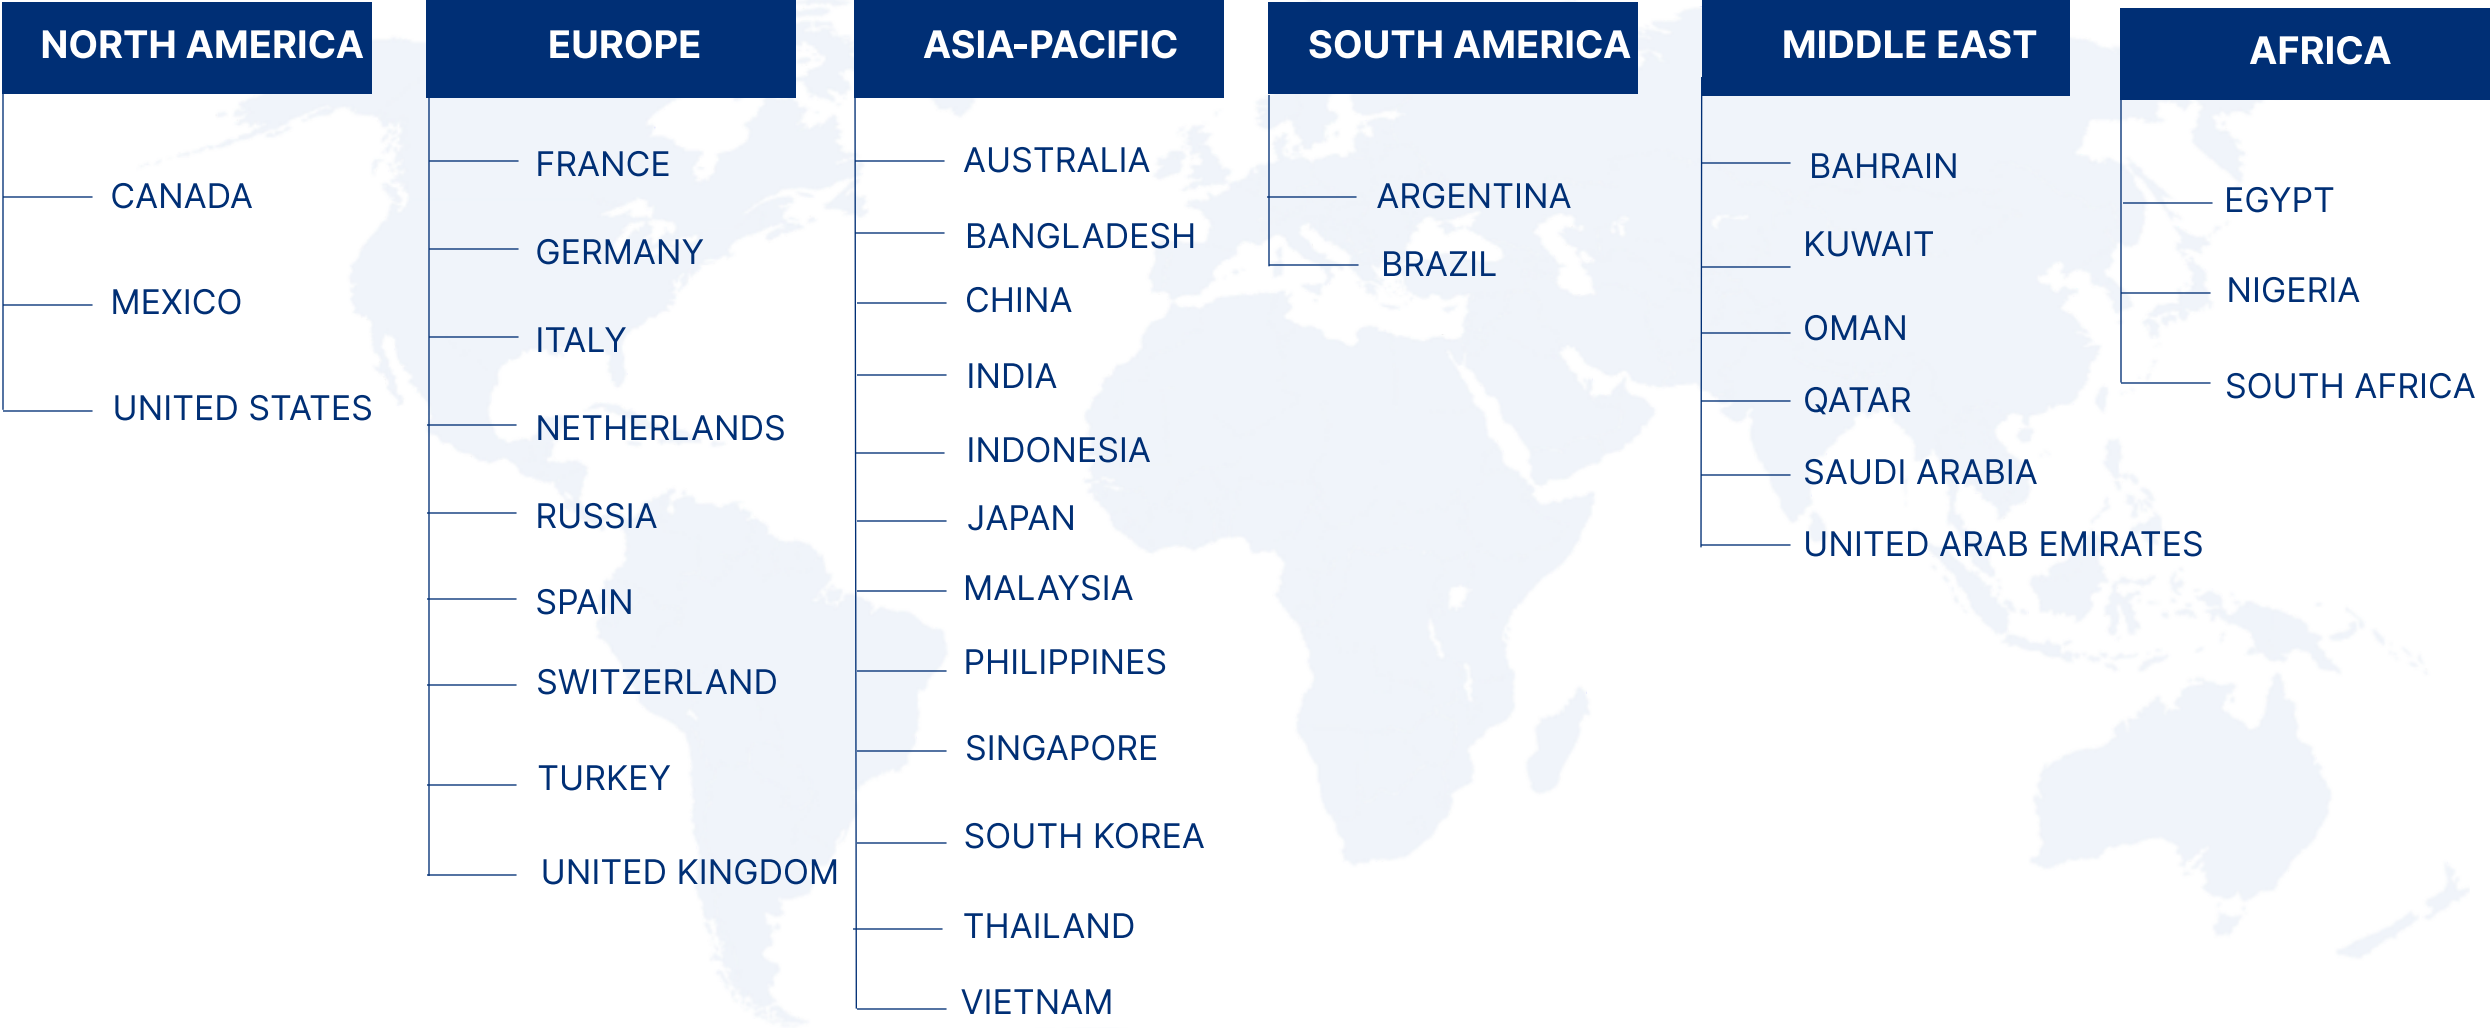 NORTH AMERICA
CANADA
MEXICO
UNITED STATES
EUROPE
FRANCE
GERMANY
ITALY
NETHERLANDS
RUSSIA
SPAIN
SWITZERLAND
TURKEY
UNITED KINGDOM
ASIA-PACIFIC
AUSTRALIA
BANGLADESH
CHINA
INDIA
INDONESIA
JAPAN
MALAYSIA
PHILIPPINES
SINGAPORE
SOUTH KOREA
THAILAND
VIETNAM
SOUTH AMERICA
ARGENTINA
BRAZIL
MIDDLE EAST
BAHRAIN
KUWAIT
OMAN
QATAR
SAUDI ARABIA
UNITED ARAB EMIRATES
AFRICA
EGYPT
NIGERIA
SOUTH AFRICA